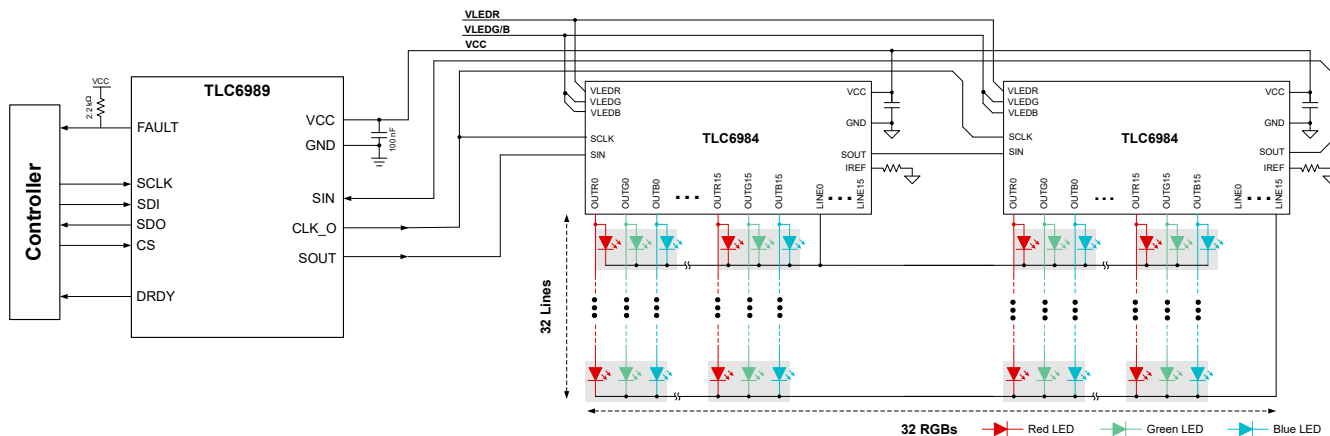 VLEDR
VLEDG/B
VCC
Controller
VCC
2.2 kΩ
TLC6989
FAULT
SCLK
SDI
SDO
CS
DRDY
VCC
GND
SIN
CLK_O
SOUT
100 nF
TLC6984
VLEDR
VLEDG
VLEDB
SCLK
SIN
VCC
GND
SOUT
IREF
OUTR0
OUTG0
OUTB0
OUTR15
OUTG15
OUTB15
LINE0
LINE15
TLC6984
VLEDR
VLEDG
VLEDB
SCLK
SIN
VCC
GND
SOUT
IREF
OUTR0
OUTG0
OUTB0
OUTR15
OUTG15
OUTB15
LINE0
LINE15
32 Lines
32 RGBs
Red LED
Green LED
Blue LED